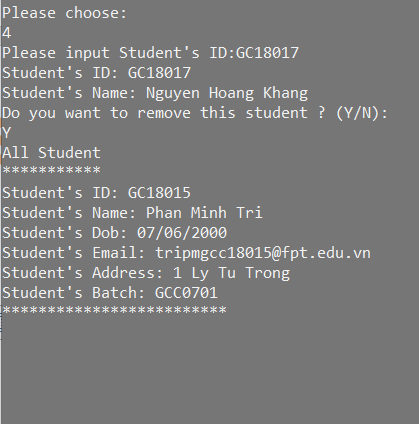 Please choose:
4
Please input Student's ID:GC18017
Student's ID: GC18017
Student's Name: Nguyen Hoang Khang
Do you want to remove this student ? (Y/N):
Y
All Student
***********
Student's ID: GC18015
Student's Name: Phan Minh Tri
Student's Dob: 07/06/2000
Student's Email: tripmgcc18015@fpt.edu.vn
Student's Address: 1 Ly Tu Trong
Student's Batch: GCC0701
*************************